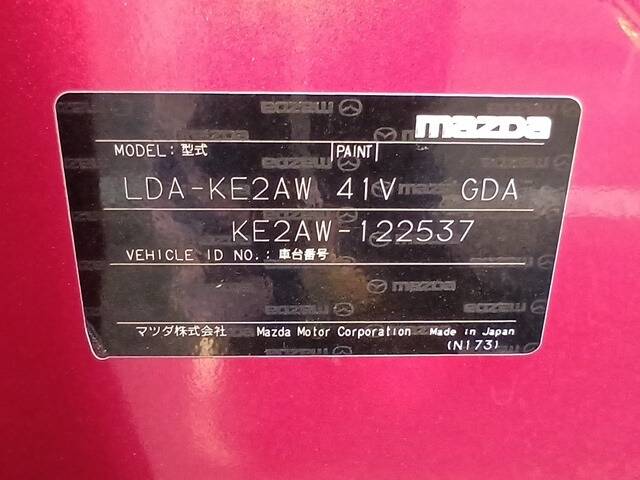 mazda
MODEL: 型式 PAINT
LDA-KE2AW 41V GDA
KE2AW-122537
VEHICLE ID NO.: 車台番号
マツダ株式会社 Mazda Motor Corporation Made in Japan
(N173)